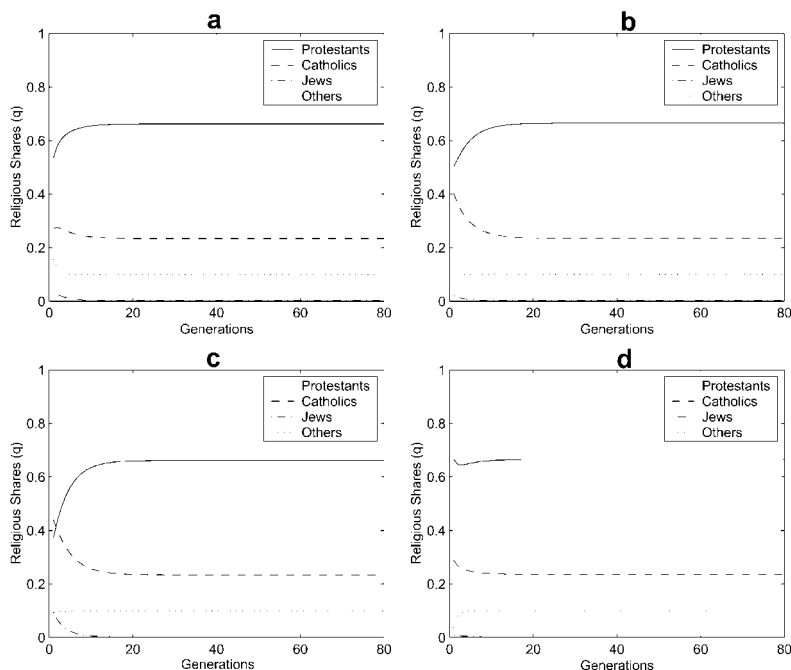 a
1
0.8
0.6
0.4
0.2
0
Religious Shares (q)
Protestants
Catholics
Jews
Others
0 20 40 60 80
Generations
b
1
0.8
0.6
0.4
0.2
0
Religious Shares (q)
Protestants
Catholics
Jews
Others
0 20 40 60 80
Generations
c
1
0.8
0.6
0.4
0.2
0
Religious Shares (q)
Protestants
Catholics
Jews
Others
0 20 40 60 80
Generations
d
1
0.8
0.6
0.4
0.2
0
Religious Shares (q)
Protestants
Catholics
Jews
Others
0 20 40 60 80
Generations